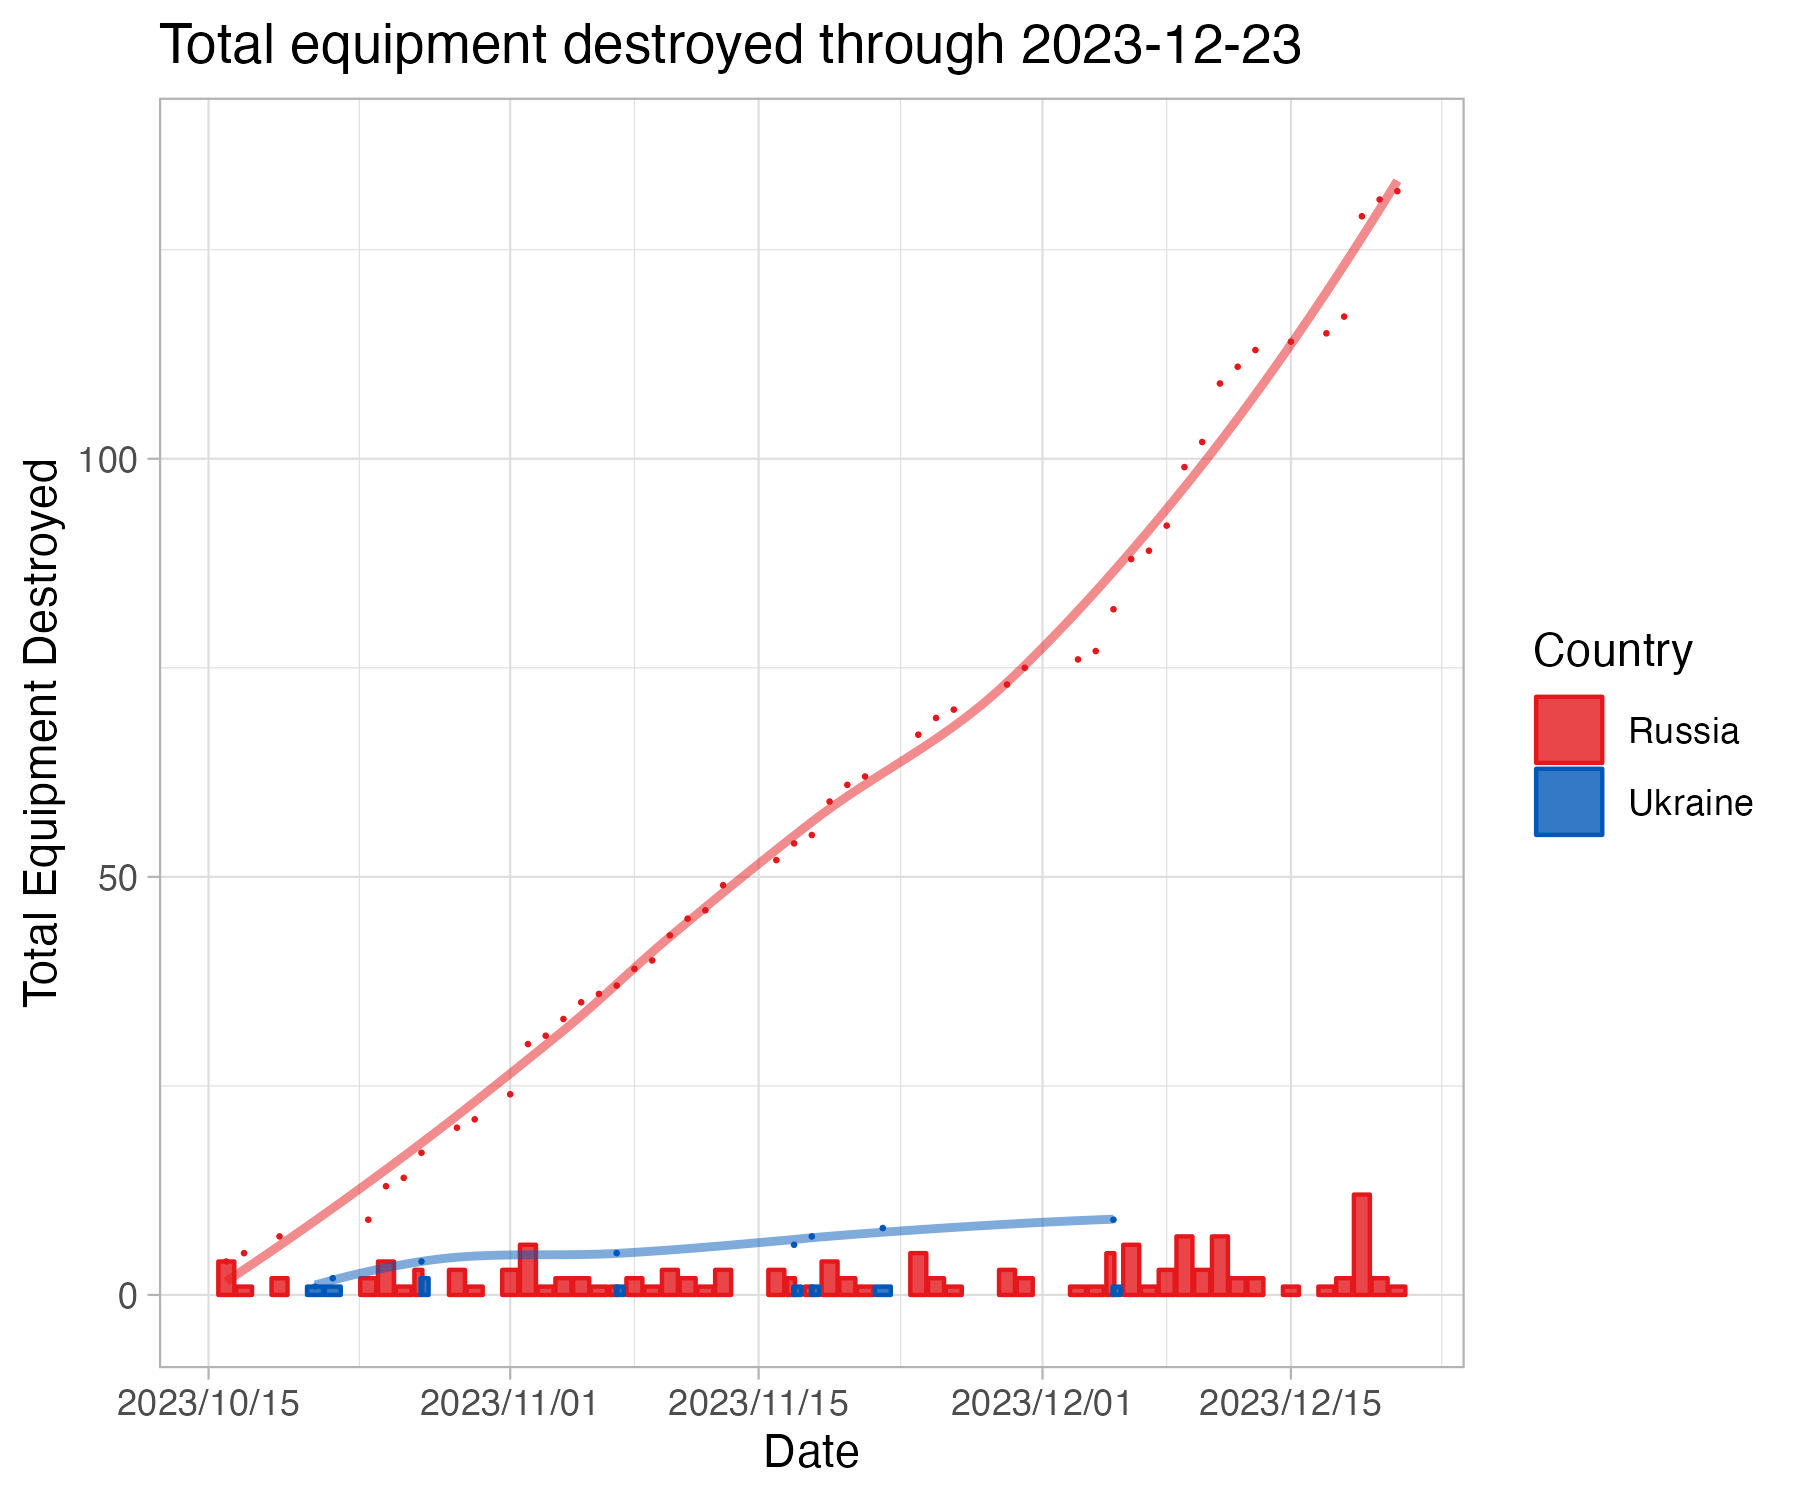 Total equipment destroyed through 2023-12-23
Total Equipment Destroyed
100
50
0
2023/10/15
2023/11/01
2023/11/15
2023/12/01
2023/12/15
Date
Country
Russia
Ukraine